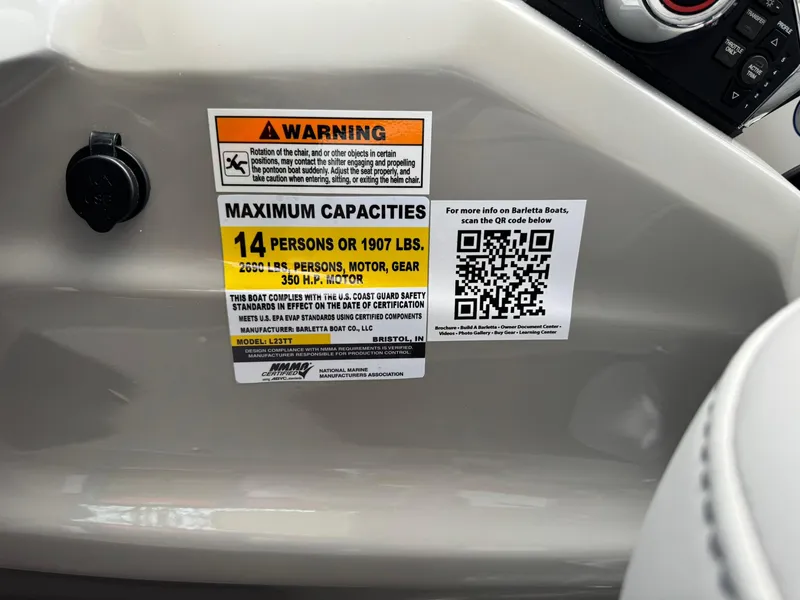 TRANSFER
PROFILE
THROTTLE ONLY
ACTIVE TRIM
WARNING
Rotation of the chair, and or other objects in certain
positions, may contact the shifter engaging and propelling
the pontoon boat suddenly. Adjust the seat properly, and
take caution when entering, sitting, or exiting the helm chair.
MAXIMUM CAPACITIES
14 PERSONS OR 1907 LBS.
2690 LBS, PERSONS, MOTOR, GEAR
350 H.P. MOTOR
THIS BOAT COMPLIES WITH THE U.S. COAST GUARD SAFETY
STANDARDS IN EFFECT ON THE DATE OF CERTIFICATION
MEETS U.S. EPA EVAP STANDARDS USING CERTIFIED COMPONENTS
MANUFACTURER: BARLETTA BOAT CO., LLC
MODEL: L23TT BRISTOL, IN
DESIGN COMPLIANCE WITH NMMA REQUIREMENTS IS VERIFIED.
MANUFACTURER RESPONSIBLE FOR PRODUCTION CONTROL.
NMMA
CERTIFIED
NATIONAL MARINE
MANUFACTURERS ASSOCIATION
For more info on Barletta Boats,
scan the QR code below
Brochure • Build A Barletta • Owner Document Center •
Videos • Photo Gallery • Buy Gear • Learning Center